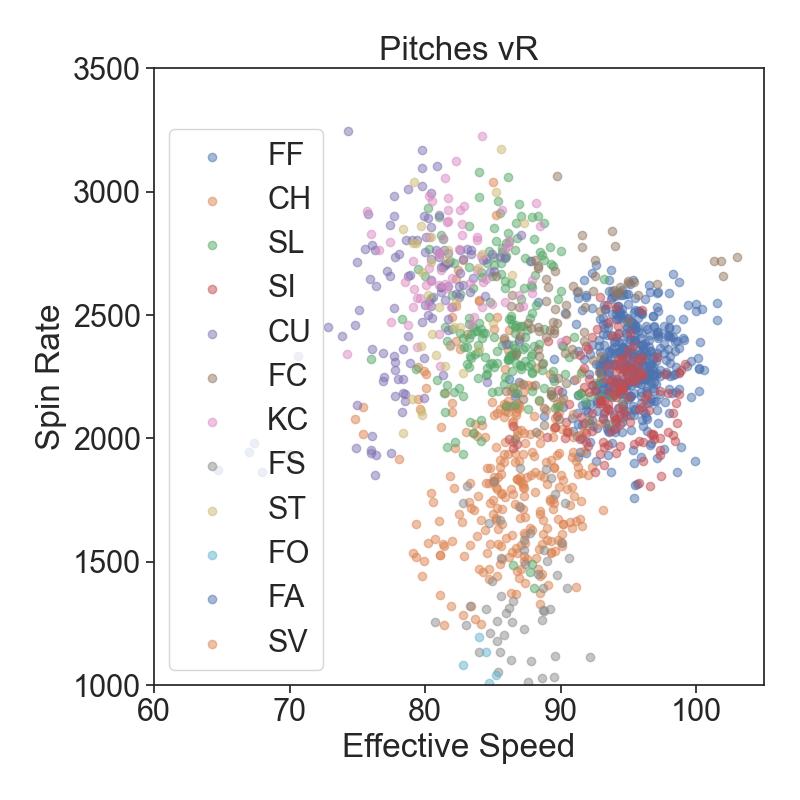 Pitches vR
3500
3000
2500
2000
1500
1000
Spin Rate
FF
CH
SL
SI
CU
FC
KC
FS
ST
FO
FA
SV
60 70 80 90 100
Effective Speed